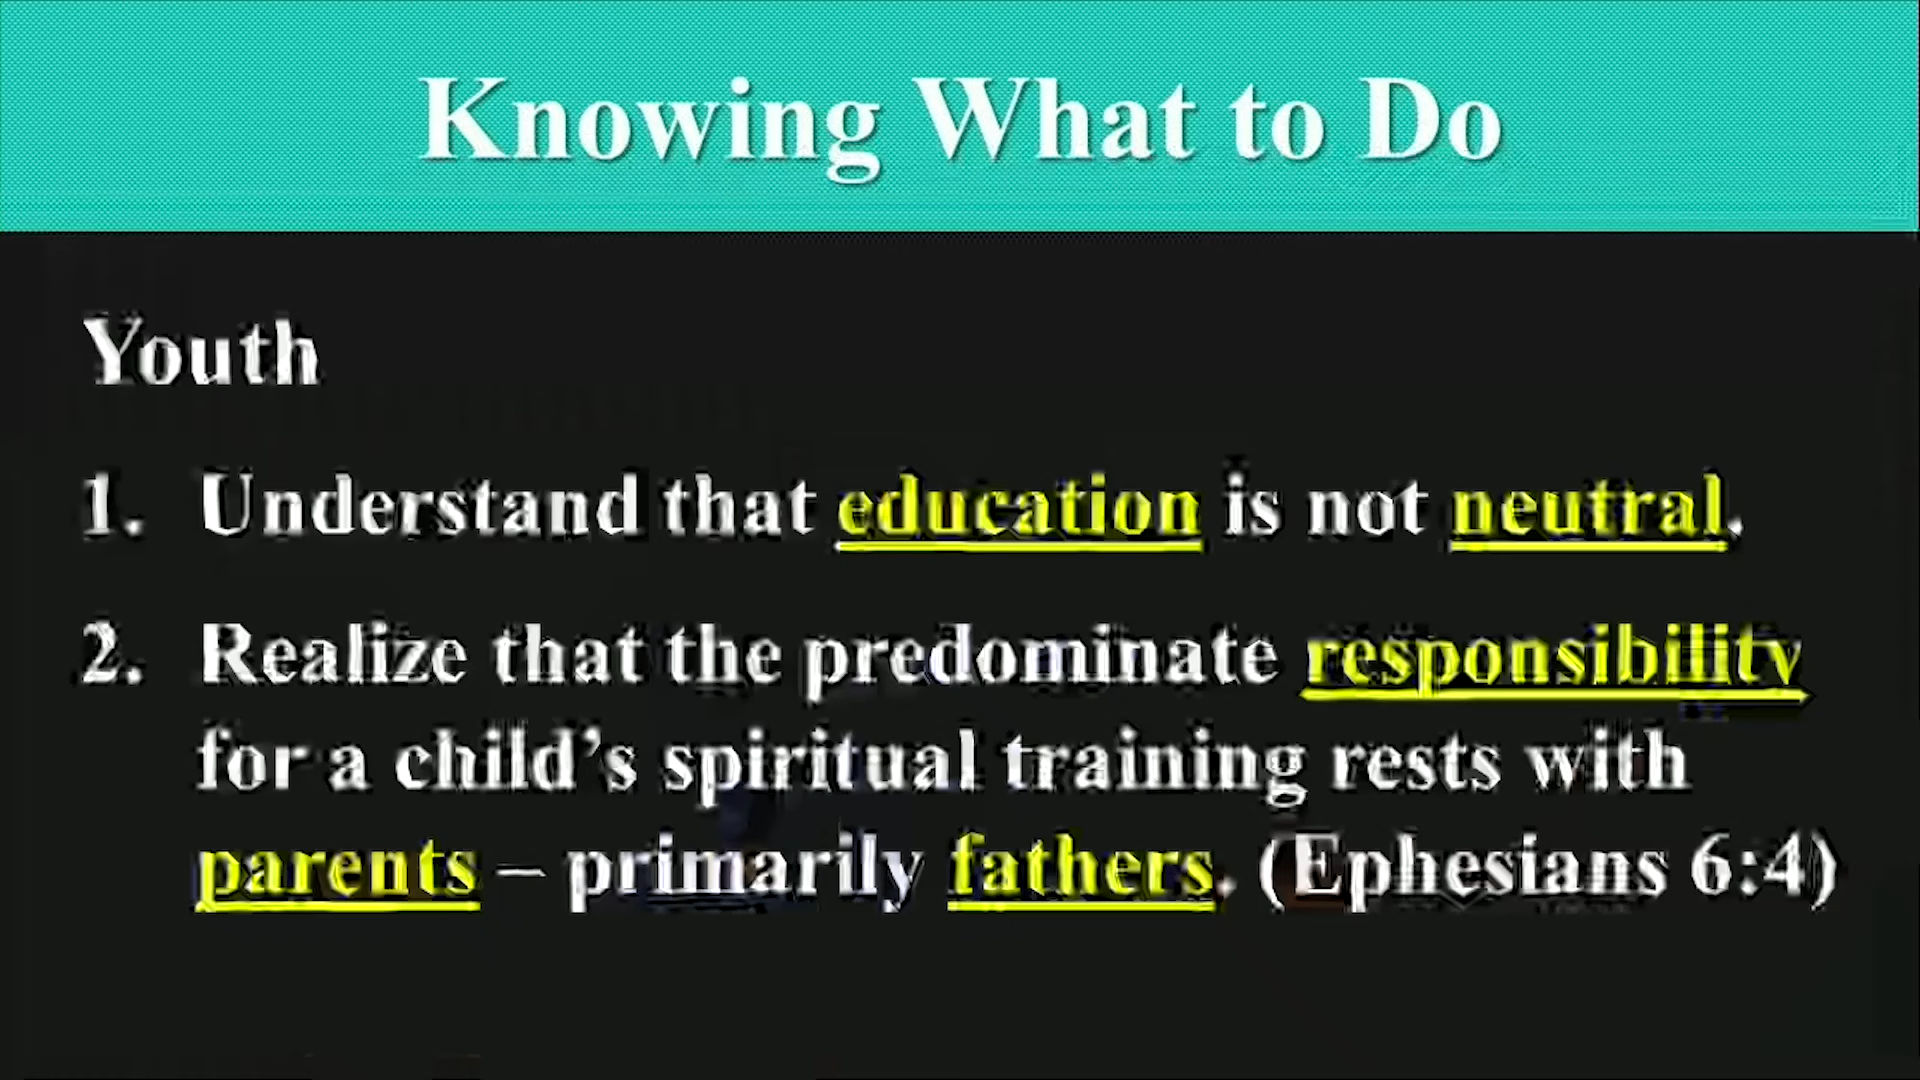 Knowing What to Do
Youth
1. Understand that education is not neutral.
2. Realize that the predominate responsibility
for a child’s spiritual training rests with
parents – primarily fathers. (Ephesians 6:4)